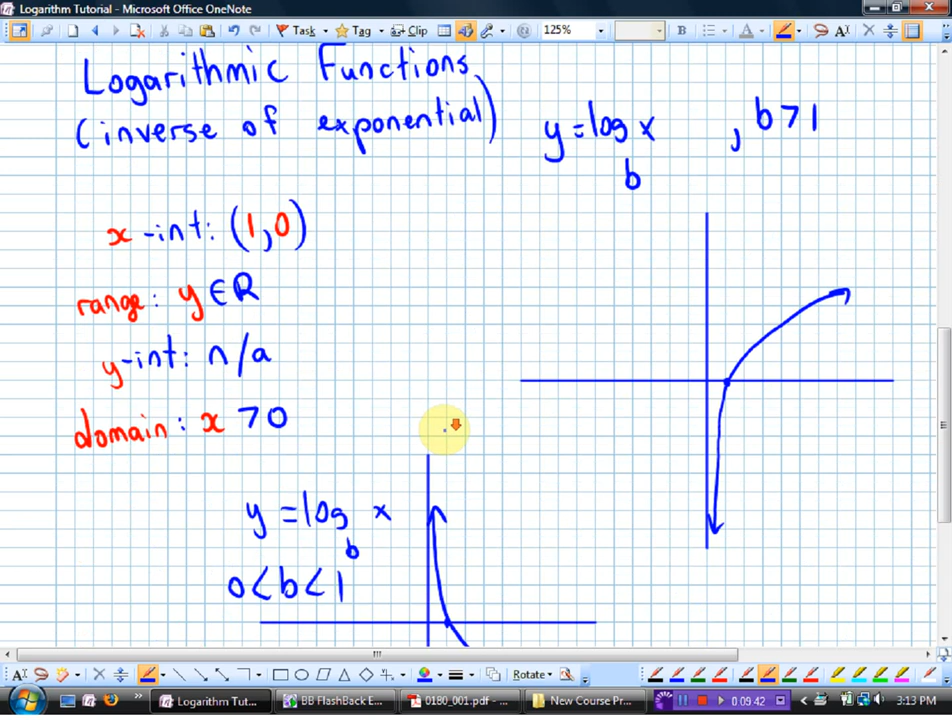 Logarithm Tutorial - Microsoft Office OneNote
Task
Tag
Clip
125%
B
A
Logarithmic Functions
(inverse of exponential)
y = log_b x , b > 1
x-int: (1,0)
range: y ∈ R
y-int: n/a
domain: x > 0
y = log_b x
0 < b < 1
Rotate
Logarithm Tut...
BB FlashBack E...
0180_001.pdf - ...
New Course Pr...
0:09:42
3:13 PM